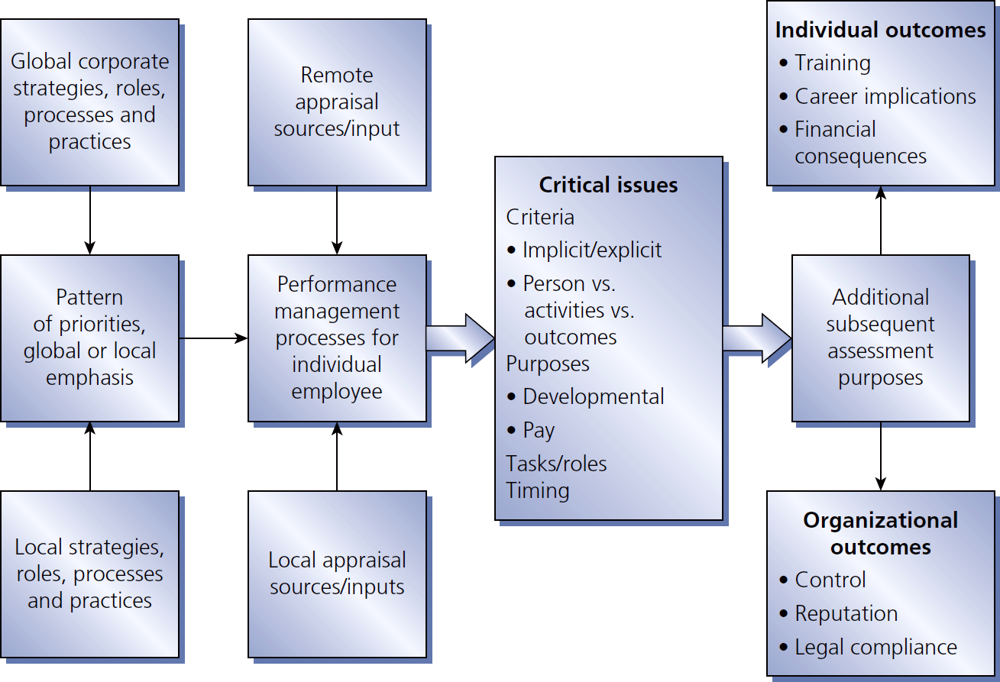 Global corporate
strategies, roles,
processes and
practices
Remote
appraisal
sources/input
Individual outcomes
• Training
• Career implications
• Financial
consequences
Pattern
of priorities,
global or local
emphasis
Performance
management
processes for
individual
employee
Critical issues
Criteria
• Implicit/explicit
• Person vs.
activities vs.
outcomes
Purposes
• Developmental
• Pay
Tasks/roles
Timing
Additional
subsequent
assessment
purposes
Local strategies,
roles, processes
and practices
Local appraisal
sources/inputs
Organizational
outcomes
• Control
• Reputation
• Legal compliance